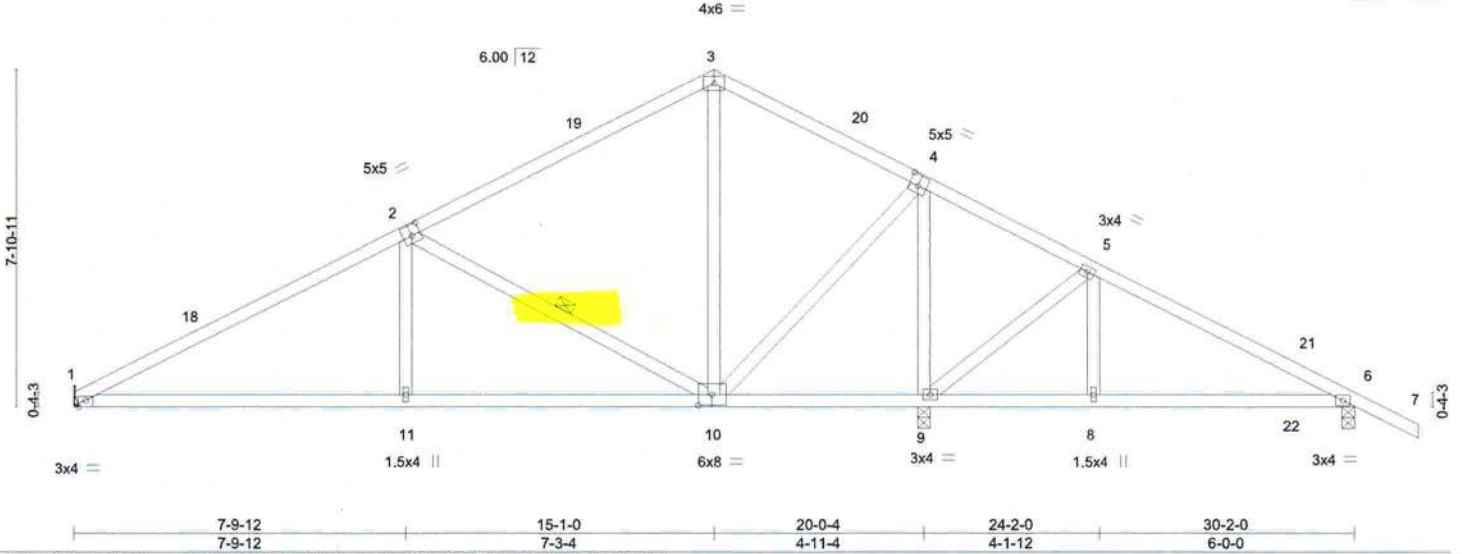 4x6 =
6.00 12
3
19
20
5x5 =
4
5x5 =
2
3x4 =
5
7-10-11
18
21
1
6
0-4-3
7
0-4-3
11
10
9
8
22
3x4 =
1.5x4 ||
6x8 =
3x4 =
1.5x4 ||
3x4 =
7-9-12 15-1-0 20-0-4 24-2-0 30-2-0
7-9-12 7-3-4 4-11-4 4-1-12 6-0-0